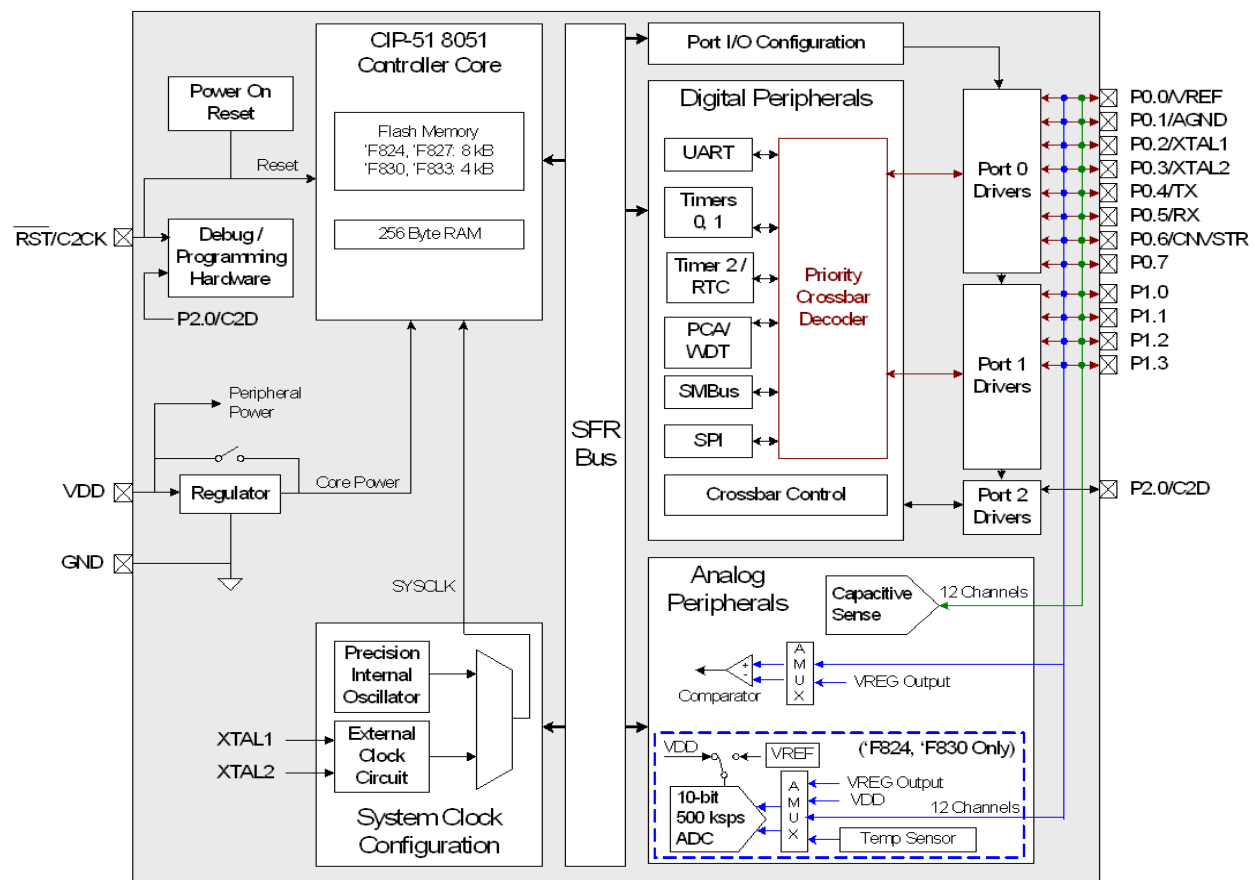 CIP-51 8051
Controller Core
Flash Memory
'F824, 'F827: 8 kB
'F830, 'F833: 4 kB
256 Byte RAM
Power On
Reset
Reset
RST/C2CK
Debug /
Programming
Hardware
P2.0/C2D
Peripheral
Power
VDD
Regulator
Core Power
GND
SYSCLK
Precision
Internal
Oscillator
XTAL1
XTAL2
External
Clock
Circuit
System Clock
Configuration
SFR
Bus
Port I/O Configuration
Digital Peripherals
UART
Timers
0, 1
Timer 2 /
RTC
PCA/
WDT
SMBus
SPI
Priority
Crossbar
Decoder
Crossbar Control
Port 0
Drivers
Port 1
Drivers
Port 2
Drivers
P0.0/VREF
P0.1/AGND
P0.2/XTAL1
P0.3/XTAL2
P0.4/TX
P0.5/RX
P0.6/CNVSTR
P0.7
P1.0
P1.1
P1.2
P1.3
P2.0/C2D
Analog
Peripherals
Capacitive
Sense
12 Channels
+
-
Comparator
AMUX
VREG Output
('F824, 'F830 Only)
VDD
VREF
10-bit
500 ksps
ADC
AMUX
VREG Output
VDD
12 Channels
Temp Sensor